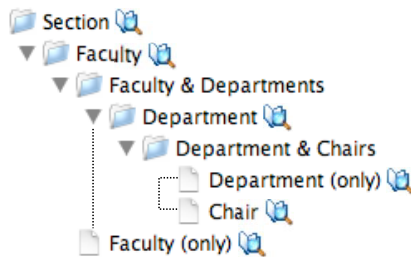 Section
Faculty
Faculty & Departments
Department
Department & Chairs
Department (only)
Chair
Faculty (only)